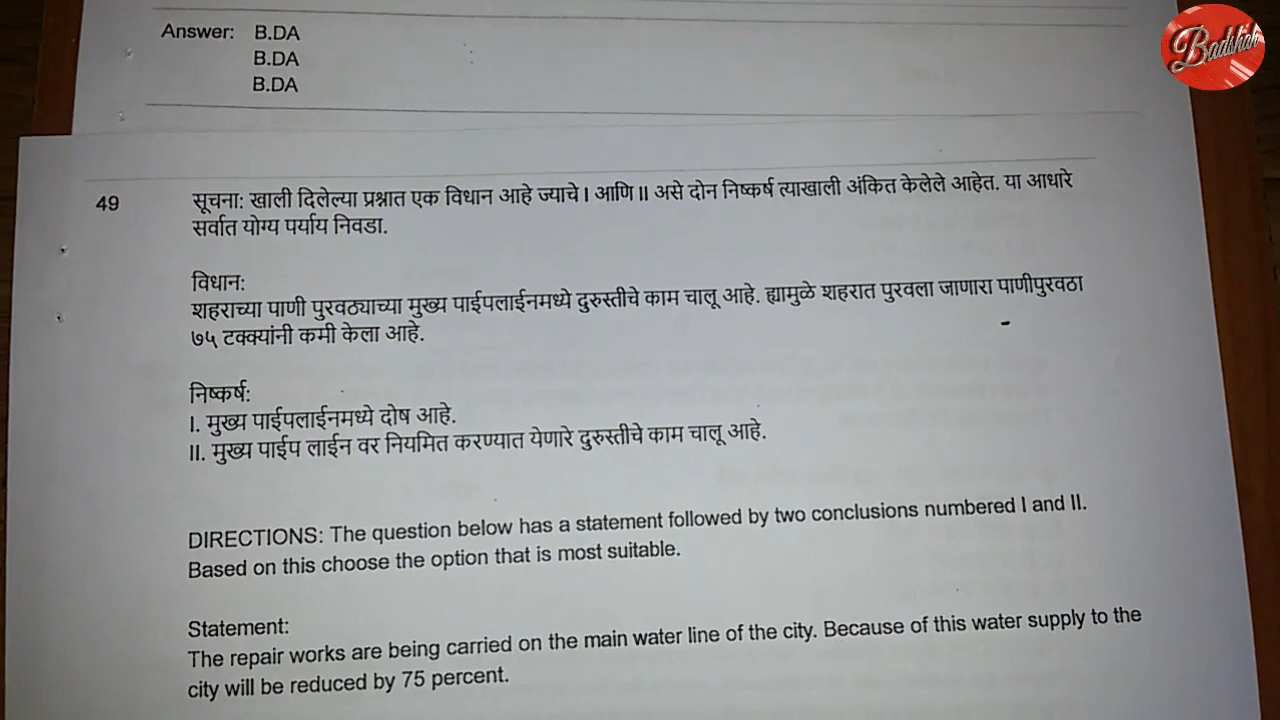 Badshah
Answer: B.DA
B.DA
B.DA
49
सूचना: खाली दिलेल्या प्रश्नात एक विधान आहे ज्याचे I आणि II असे दोन निष्कर्ष त्याखाली अंकित केलेले आहेत. या आधारे
सर्वात योग्य पर्याय निवडा.
विधान:
शहराच्या पाणी पुरवठ्याच्या मुख्य पाईपलाईनमध्ये दुरुस्तीचे काम चालू आहे. ह्यामुळे शहरात पुरवला जाणारा पाणीपुरवठा
७५ टक्क्यांनी कमी केला आहे.
निष्कर्ष:
I. मुख्य पाईपलाईनमध्ये दोष आहे.
II. मुख्य पाईप लाईन वर नियमित करण्यात येणारे दुरुस्तीचे काम चालू आहे.
DIRECTIONS: The question below has a statement followed by two conclusions numbered I and II.
Based on this choose the option that is most suitable.
Statement:
The repair works are being carried on the main water line of the city. Because of this water supply to the
city will be reduced by 75 percent.